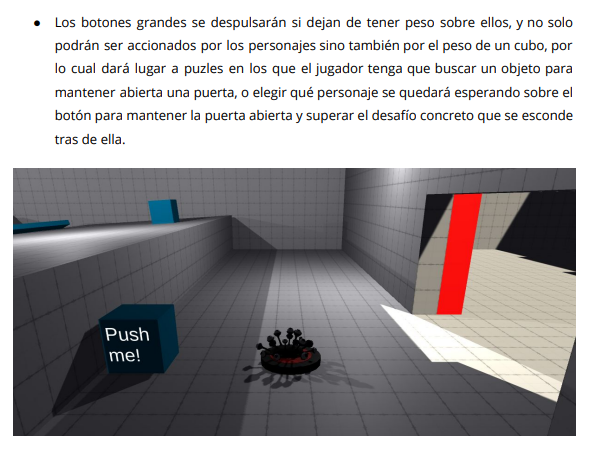 ● Los botones grandes se despulsarán si dejan de tener peso sobre ellos, y no solo
podrán ser accionados por los personajes sino también por el peso de un cubo, por
lo cual dará lugar a puzles en los que el jugador tenga que buscar un objeto para
mantener abierta una puerta, o elegir qué personaje se quedará esperando sobre el
botón para mantener la puerta abierta y superar el desafío concreto que se esconde
tras de ella.
Push
me!